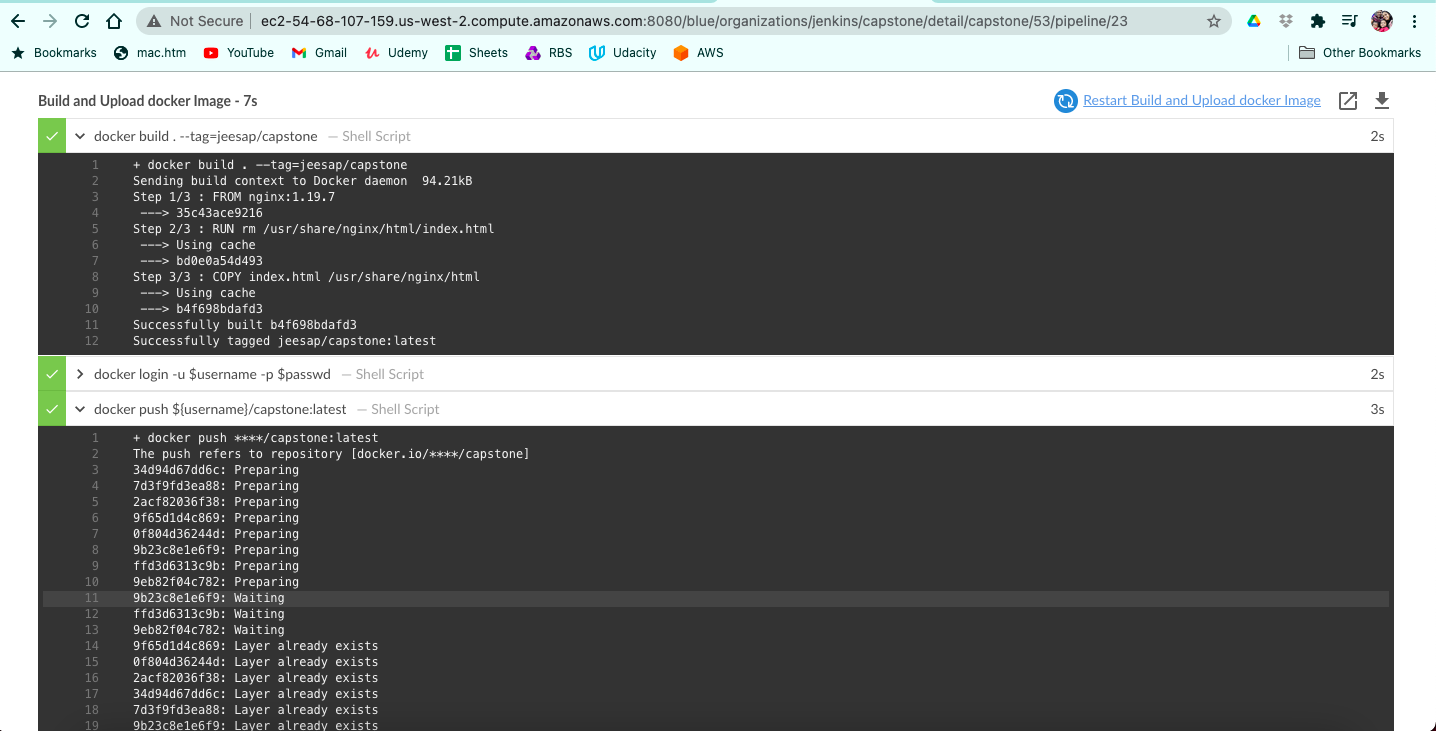 Not Secure | ec2-54-68-107-159.us-west-2.compute.amazonaws.com:8080/blue/organizations/jenkins/capstone/detail/capstone/53/pipeline/23
Bookmarks mac.htm YouTube Gmail Udemy Sheets RBS Udacity AWS Other Bookmarks
Build and Upload docker Image - 7s Restart Build and Upload docker Image
docker build . --tag=jeesap/capstone — Shell Script 2s
1 + docker build . --tag=jeesap/capstone
2 Sending build context to Docker daemon 94.21kB
3 Step 1/3 : FROM nginx:1.19.7
4 ---> 35c43ace9216
5 Step 2/3 : RUN rm /usr/share/nginx/html/index.html
6 ---> Using cache
7 ---> bd0e0a54d493
8 Step 3/3 : COPY index.html /usr/share/nginx/html
9 ---> Using cache
10 ---> b4f698bdafd3
11 Successfully built b4f698bdafd3
12 Successfully tagged jeesap/capstone:latest
docker login -u $username -p $passwd — Shell Script 2s
docker push ${username}/capstone:latest — Shell Script 3s
1 + docker push ****/capstone:latest
2 The push refers to repository [docker.io/****/capstone]
3 34d94d67dd6c: Preparing
4 7d3f9fd3ea88: Preparing
5 2acf82036f38: Preparing
6 9f65d1d4c869: Preparing
7 0f804d36244d: Preparing
8 9b23c8e1e6f9: Preparing
9 ffd3d6313c9b: Preparing
10 9eb82f04c782: Preparing
11 9b23c8e1e6f9: Waiting
12 ffd3d6313c9b: Waiting
13 9eb82f04c782: Waiting
14 9f65d1d4c869: Layer already exists
15 0f804d36244d: Layer already exists
16 2acf82036f38: Layer already exists
17 34d94d67dd6c: Layer already exists
18 7d3f9fd3ea88: Layer already exists
19 9b23c8e1e6f9: Layer already exists